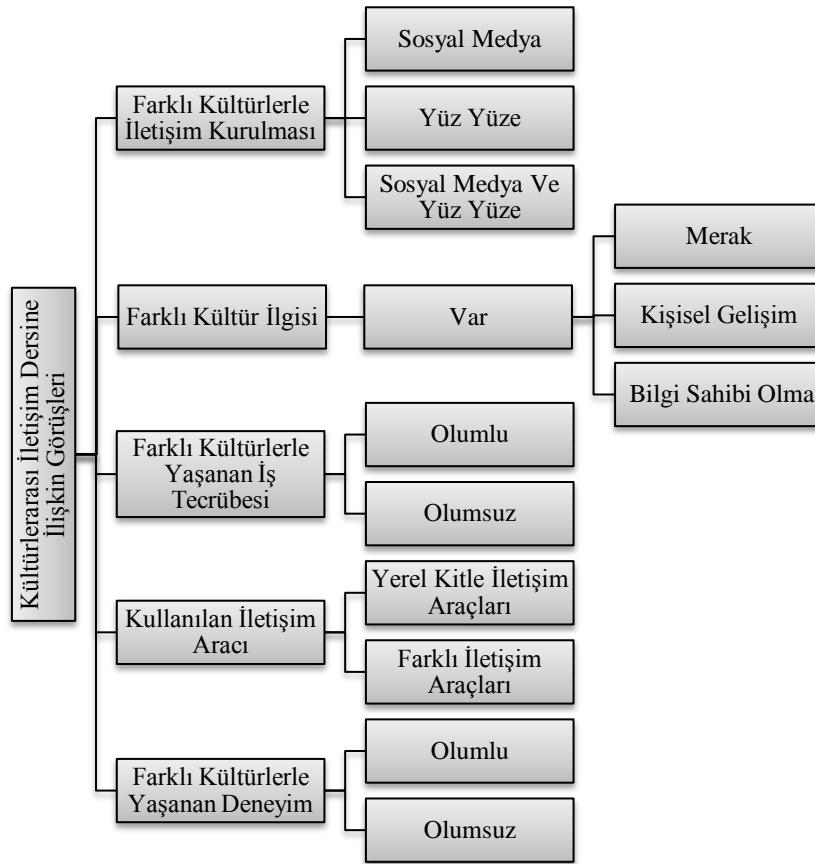 Kültürlerarası İletişim Dersine
İlişkin Görüşleri
Farklı Kültürlerle
İletişim Kurulması
Sosyal Medya
Yüz Yüze
Sosyal Medya Ve
Yüz Yüze
Farklı Kültür İlgisi
Var
Merak
Kişisel Gelişim
Bilgi Sahibi Olma
Farklı Kültürlerle
Yaşanan İş
Tecrübesi
Olumlu
Olumsuz
Kullanılan İletişim
Aracı
Yerel Kitle İletişim
Araçları
Farklı İletişim
Araçları
Farklı Kültürlerle
Yaşanan Deneyim
Olumlu
Olumsuz